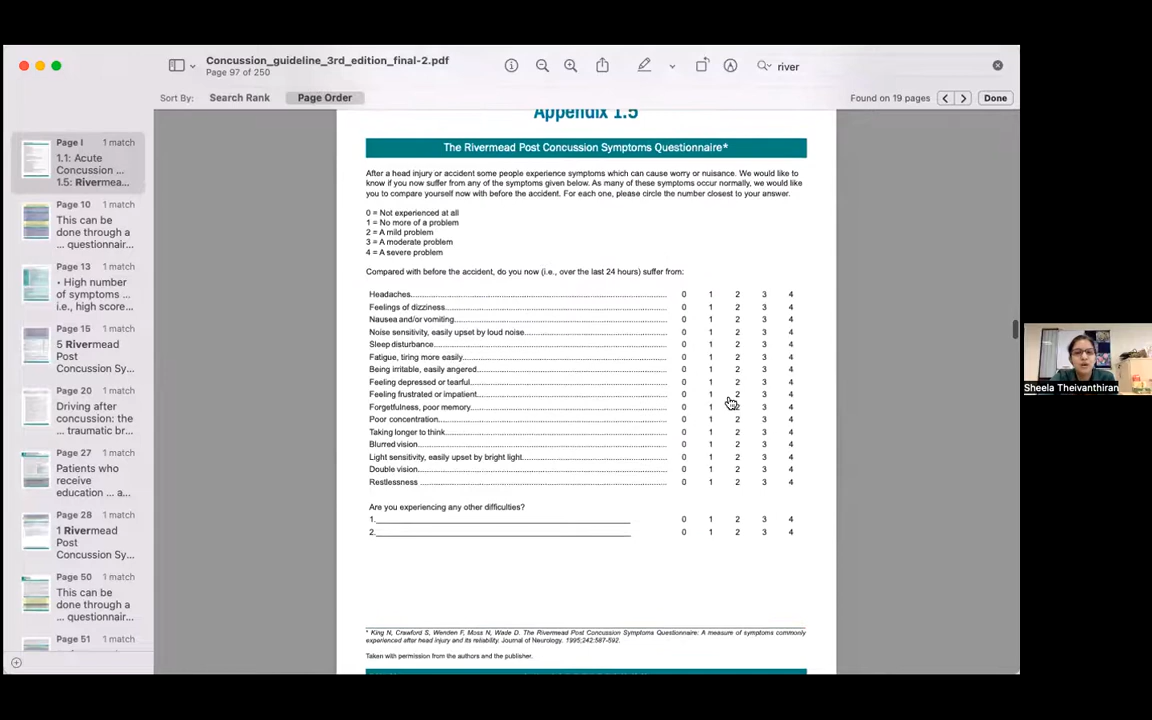 Concussion_guideline_3rd_edition_final-2.pdf
Page 97 of 250
river
Sort By:
Search Rank
Page Order
Found on 19 pages
Done
Page I 1 match
1.1: Acute
Concussion ...
1.5: Rivermea...
Page 10 1 match
This can be
done through a
... questionnair...
Page 13 1 match
• High number
of symptoms ...
i.e., high score...
Page 15 1 match
5 Rivermead
Post
Concussion Sy...
Page 20 1 match
Driving after
concussion: the
... traumatic br...
Page 27 1 match
Patients who
receive
education ... a...
Page 28 1 match
1 Rivermead
Post
Concussion Sy...
Page 50 1 match
This can be
done through a
... questionnair...
Page 51 1 match
Appendix 1.5
The Rivermead Post Concussion Symptoms Questionnaire*
After a head injury or accident some people experience symptoms which can cause worry or nuisance. We would like to
know if you now suffer from any of the symptoms given below. As many of these symptoms occur normally, we would like
you to compare yourself now with before the accident. For each one, please circle the number closest to your answer.
0 = Not experienced at all
1 = No more of a problem
2 = A mild problem
3 = A moderate problem
4 = A severe problem
Compared with before the accident, do you now (i.e., over the last 24 hours) suffer from:
Headaches 0 1 2 3 4
Feelings of dizziness 0 1 2 3 4
Nausea and/or vomiting 0 1 2 3 4
Noise sensitivity, easily upset by loud noise 0 1 2 3 4
Sleep disturbance 0 1 2 3 4
Fatigue, tiring more easily 0 1 2 3 4
Being irritable, easily angered 0 1 2 3 4
Feeling depressed or tearful 0 1 2 3 4
Feeling frustrated or impatient 0 1 2 3 4
Forgetfulness, poor memory 0 1 2 3 4
Poor concentration 0 1 2 3 4
Taking longer to think 0 1 2 3 4
Blurred vision 0 1 2 3 4
Light sensitivity, easily upset by bright light 0 1 2 3 4
Double vision 0 1 2 3 4
Restlessness 0 1 2 3 4
Are you experiencing any other difficulties?
1. 0 1 2 3 4
2. 0 1 2 3 4
* King N, Crawford S, Wenden F, Moss N, Wade D. The Rivermead Post Concussion Symptoms Questionnaire: A measure of symptoms commonly
experienced after head injury and its reliability. Journal of Neurology. 1995;242:587-592.
Taken with permission from the authors and the publisher.
Sheela Theivanthiran